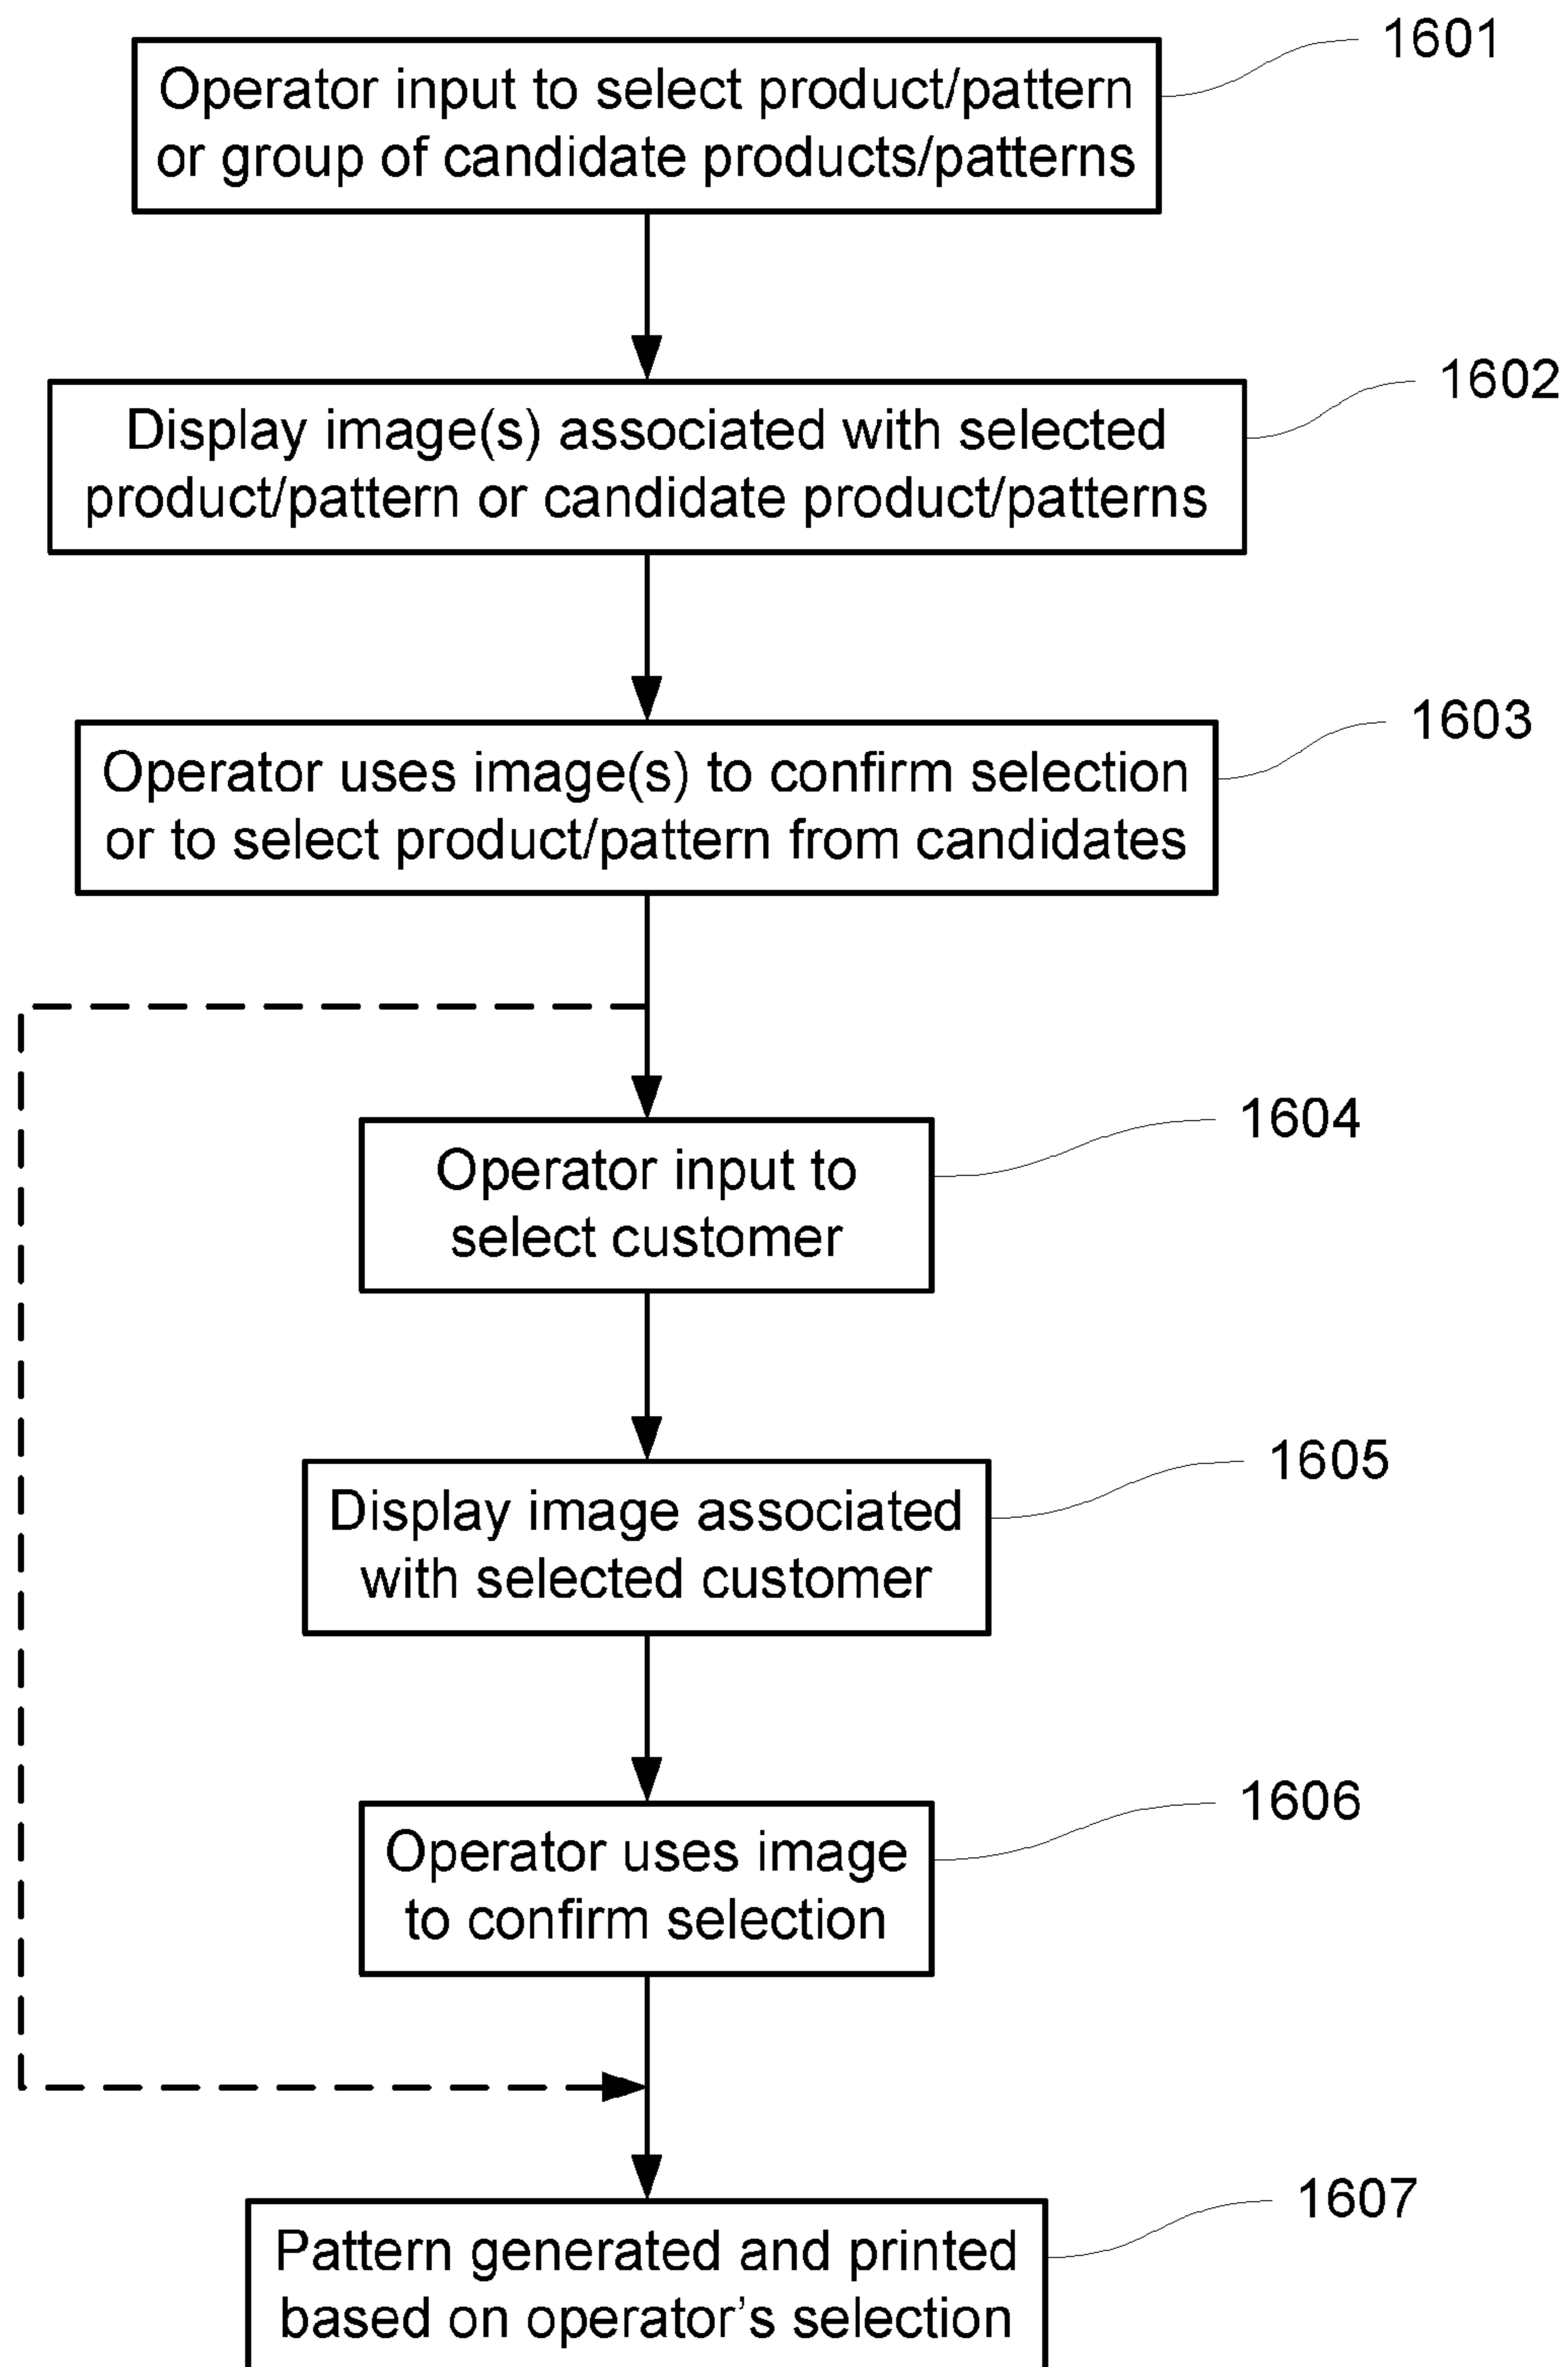 1601
Operator input to select product/pattern
or group of candidate products/patterns
1602
Display image(s) associated with selected
product/pattern or candidate product/patterns
1603
Operator uses image(s) to confirm selection
or to select product/pattern from candidates
1604
Operator input to
select customer
1605
Display image associated
with selected customer
1606
Operator uses image
to confirm selection
1607
Pattern generated and printed
based on operator’s selection